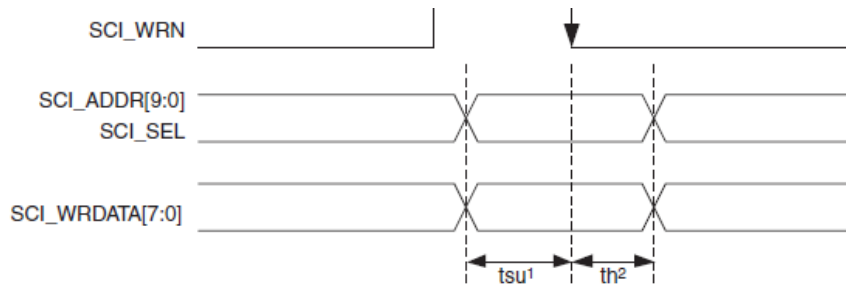 SCI_WRN
SCI_ADDR[9:0]
SCI_SEL
SCI_WRDATA[7:0]
tsu¹ th²